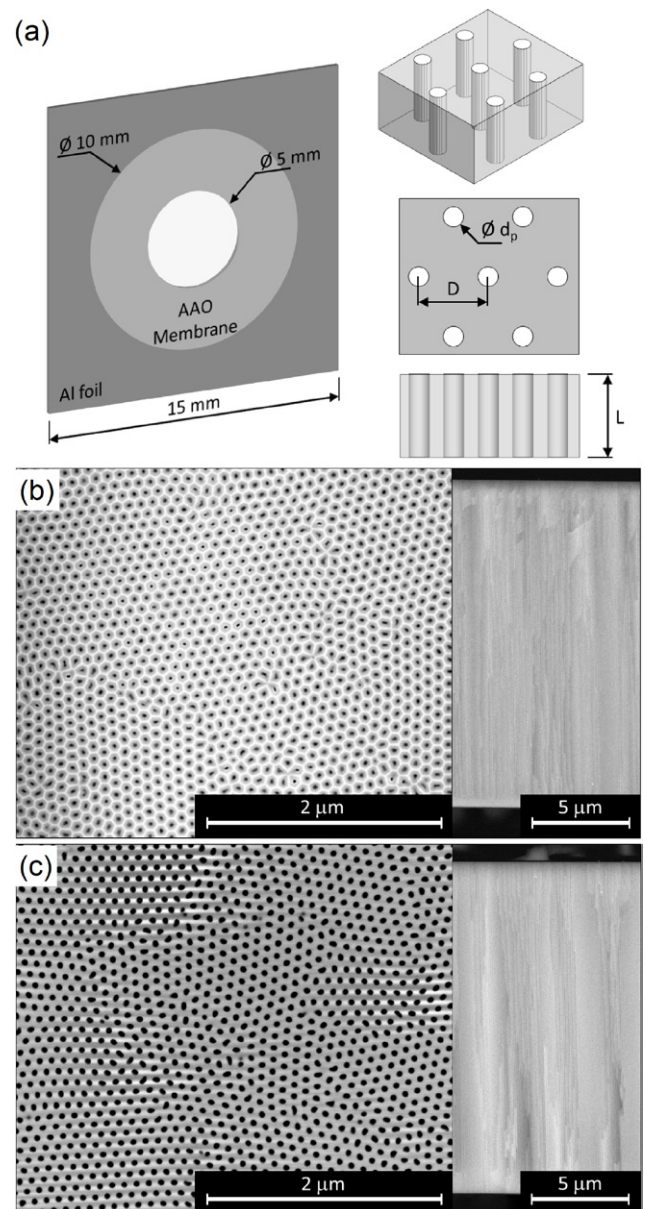 (a)
Ø 10 mm
Ø 5 mm
AAO
Membrane
Al foil
15 mm
Ø dp
D
L
(b)
2 μm
5 μm
(c)
2 μm
5 μm